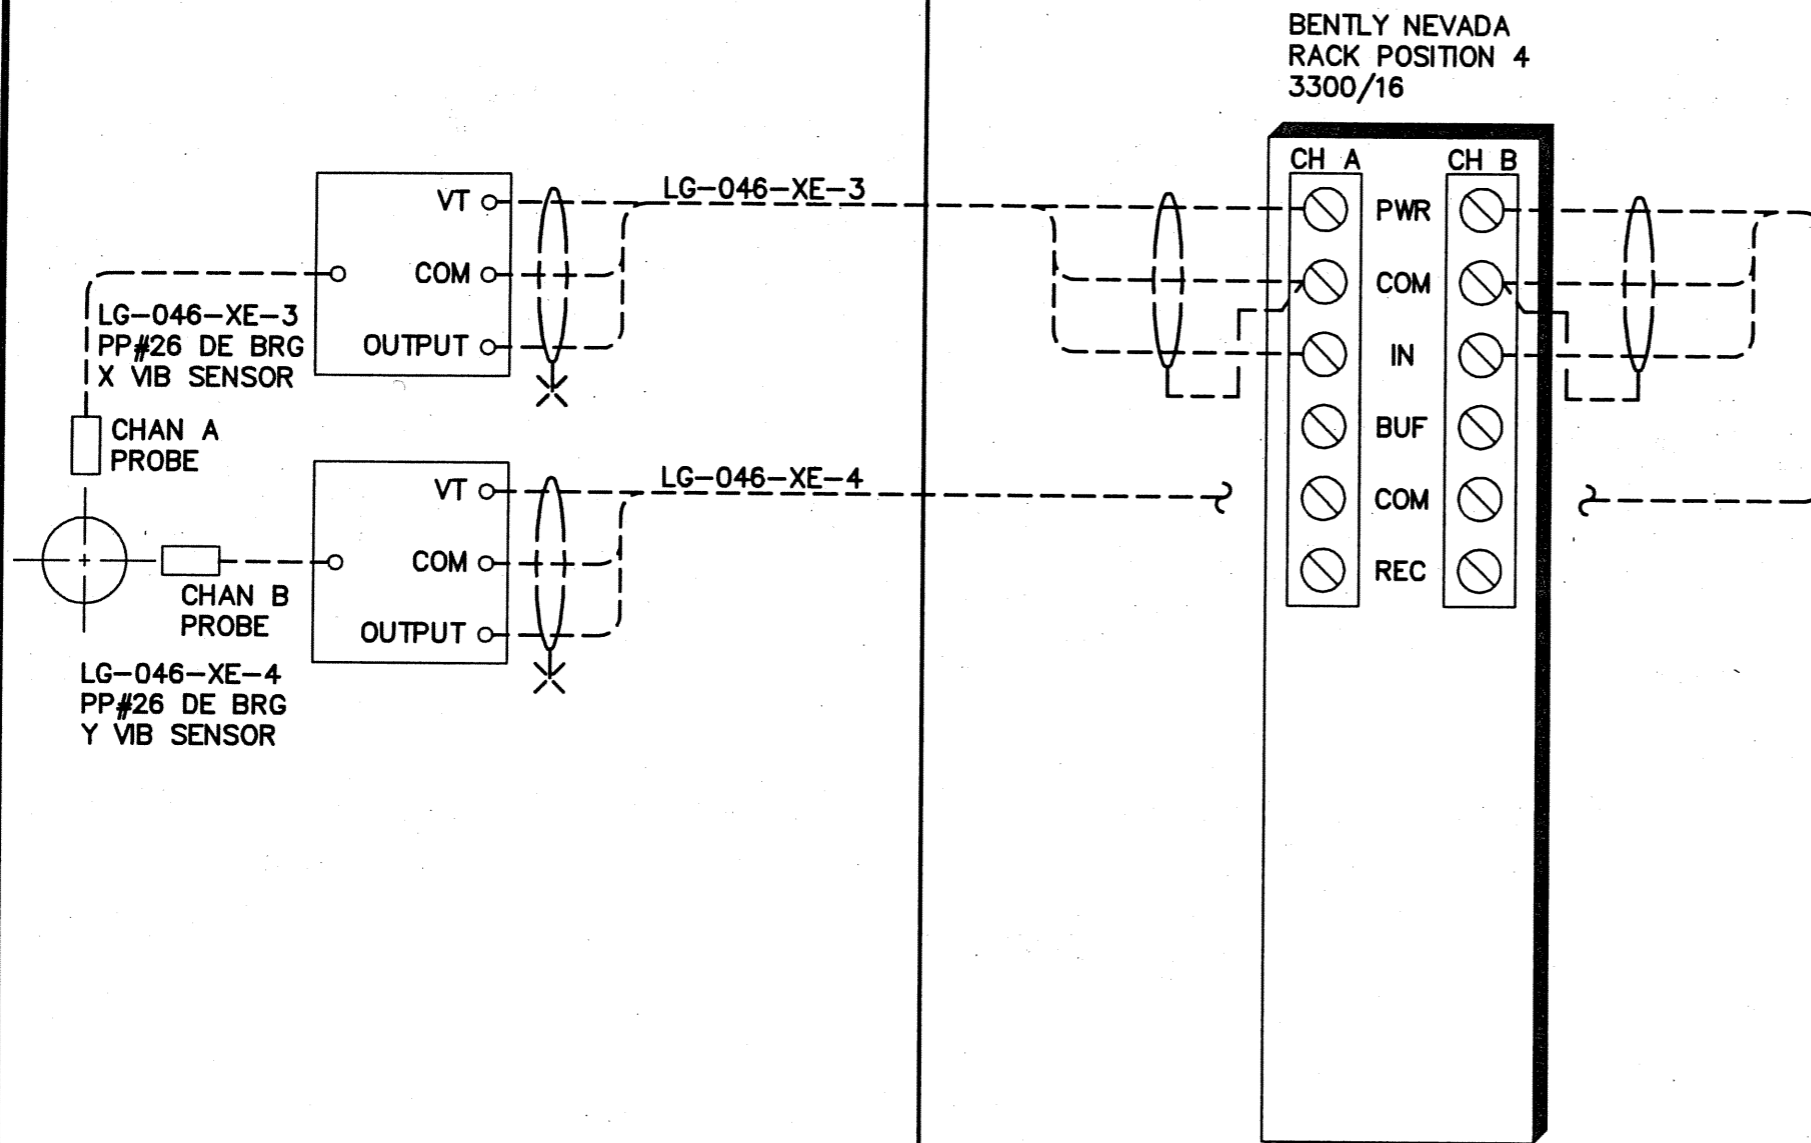 BENTLY NEVADA
RACK POSITION 4
3300/16
CH A
CH B
VT
COM
OUTPUT
LG-046-XE-3
LG-046-XE-3
PP#26 DE BRG
X VIB SENSOR
CHAN A
PROBE
PWR
COM
IN
BUF
COM
REC
VT
COM
OUTPUT
LG-046-XE-4
CHAN B
PROBE
LG-046-XE-4
PP#26 DE BRG
Y VIB SENSOR